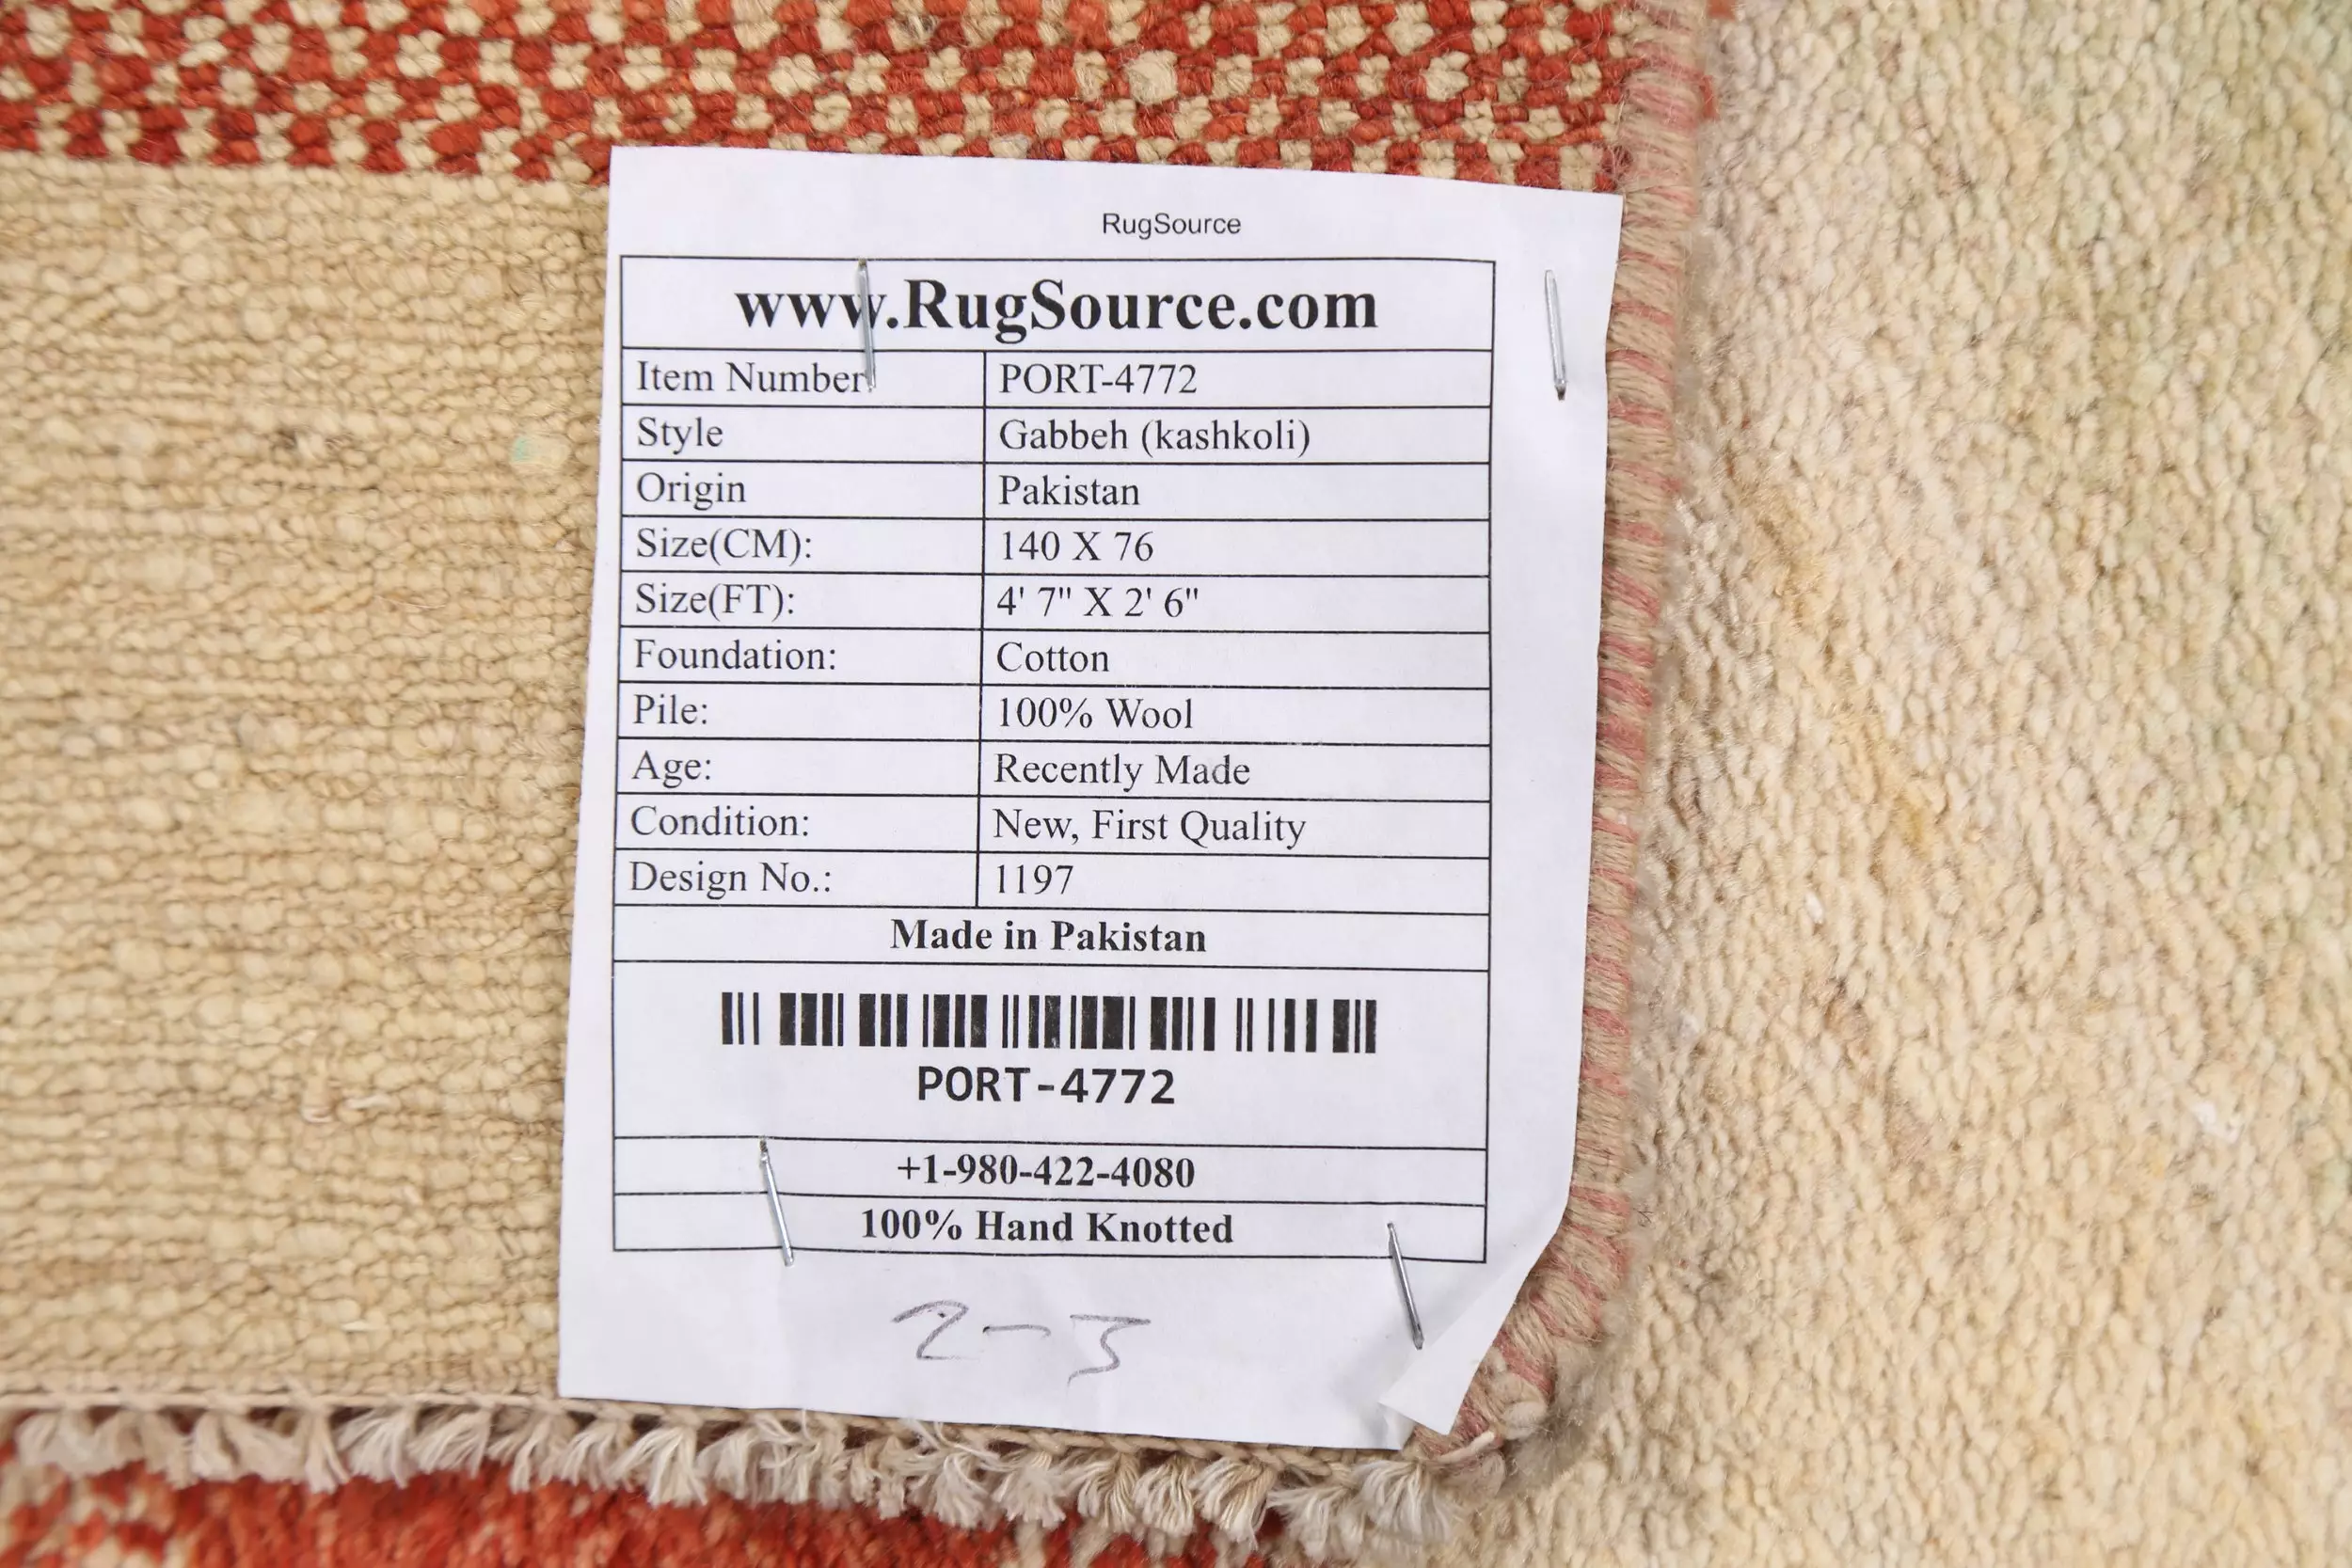 RugSource
www.RugSource.com
Item Number PORT-4772
Style Gabbeh (kashkoli)
Origin Pakistan
Size(CM): 140 X 76
Size(FT): 4' 7" X 2' 6"
Foundation: Cotton
Pile: 100% Wool
Age: Recently Made
Condition: New, First Quality
Design No.: 1197
Made in Pakistan
PORT-4772
+1-980-422-4080
100% Hand Knotted
2-3